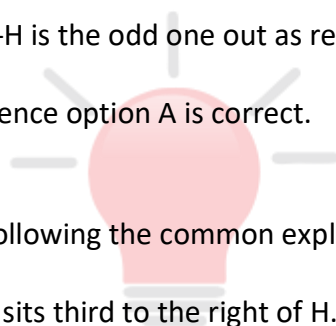 -H is the odd one out as re
ence option A is correct.
ollowing the common expl
sits third to the right of H.